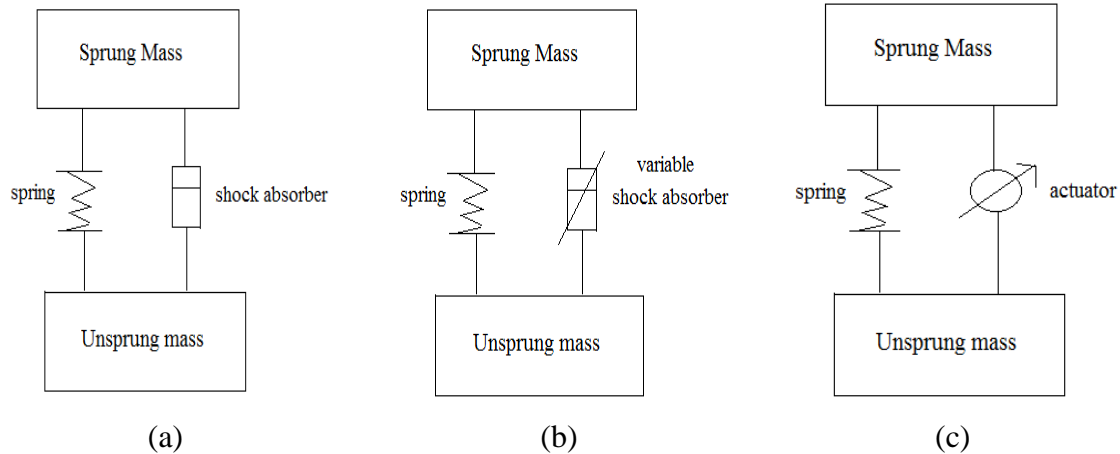 Sprung Mass
spring
shock absorber
Unsprung mass
(a)
Sprung Mass
spring
variable
shock absorber
Unsprung mass
(b)
Sprung Mass
spring
actuator
Unsprung mass
(c)